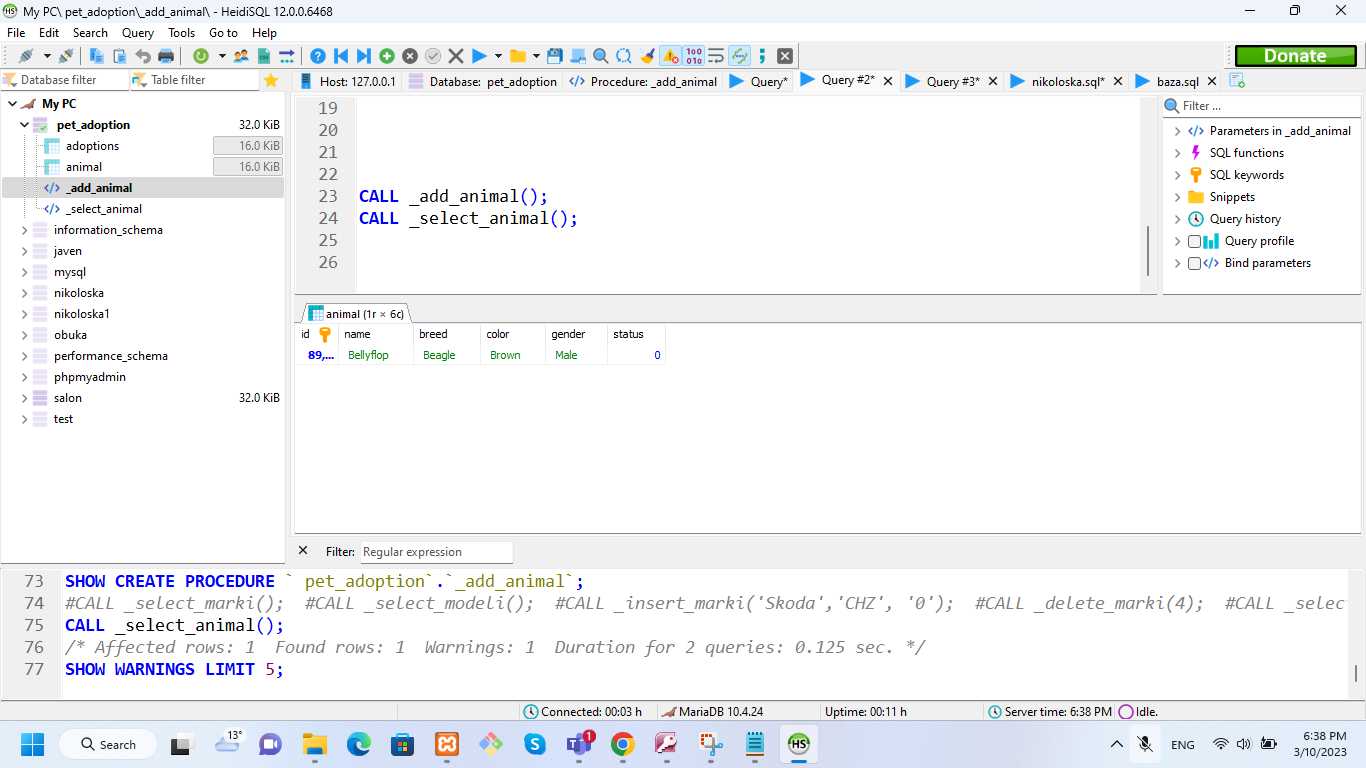 My PC\ pet_adoption\_add_animal\ - HeidiSQL 12.0.0.6468
File Edit Search Query Tools Go to Help
Donate
Database filter Table filter
Host: 127.0.0.1 Database: pet_adoption Procedure: _add_animal Query* Query #2* Query #3* nikoloska.sql* baza.sql
My PC
pet_adoption 32.0 KiB
adoptions 16.0 KiB
animal 16.0 KiB
_add_animal
_select_animal
information_schema
javen
mysql
nikoloska
nikoloska1
obuka
performance_schema
phpmyadmin
salon 32.0 KiB
test
19
20
21
22
23 CALL _add_animal();
24 CALL _select_animal();
25
26
Filter ...
Parameters in _add_animal
SQL functions
SQL keywords
Snippets
Query history
Query profile
Bind parameters
animal (1r × 6c)
id name breed color gender status
89,... Bellyflop Beagle Brown Male 0
Filter: Regular expression
73 SHOW CREATE PROCEDURE ` pet_adoption`.`_add_animal`;
74 #CALL _select_marki(); #CALL _select_modeli(); #CALL _insert_marki('Skoda','CHZ', '0'); #CALL _delete_marki(4); #CALL _selec
75 CALL _select_animal();
76 /* Affected rows: 1 Found rows: 1 Warnings: 1 Duration for 2 queries: 0.125 sec. */
77 SHOW WARNINGS LIMIT 5;
Connected: 00:03 h MariaDB 10.4.24 Uptime: 00:11 h Server time: 6:38 PM Idle.
Search 13° 1 HS ENG 6:38 PM
3/10/2023